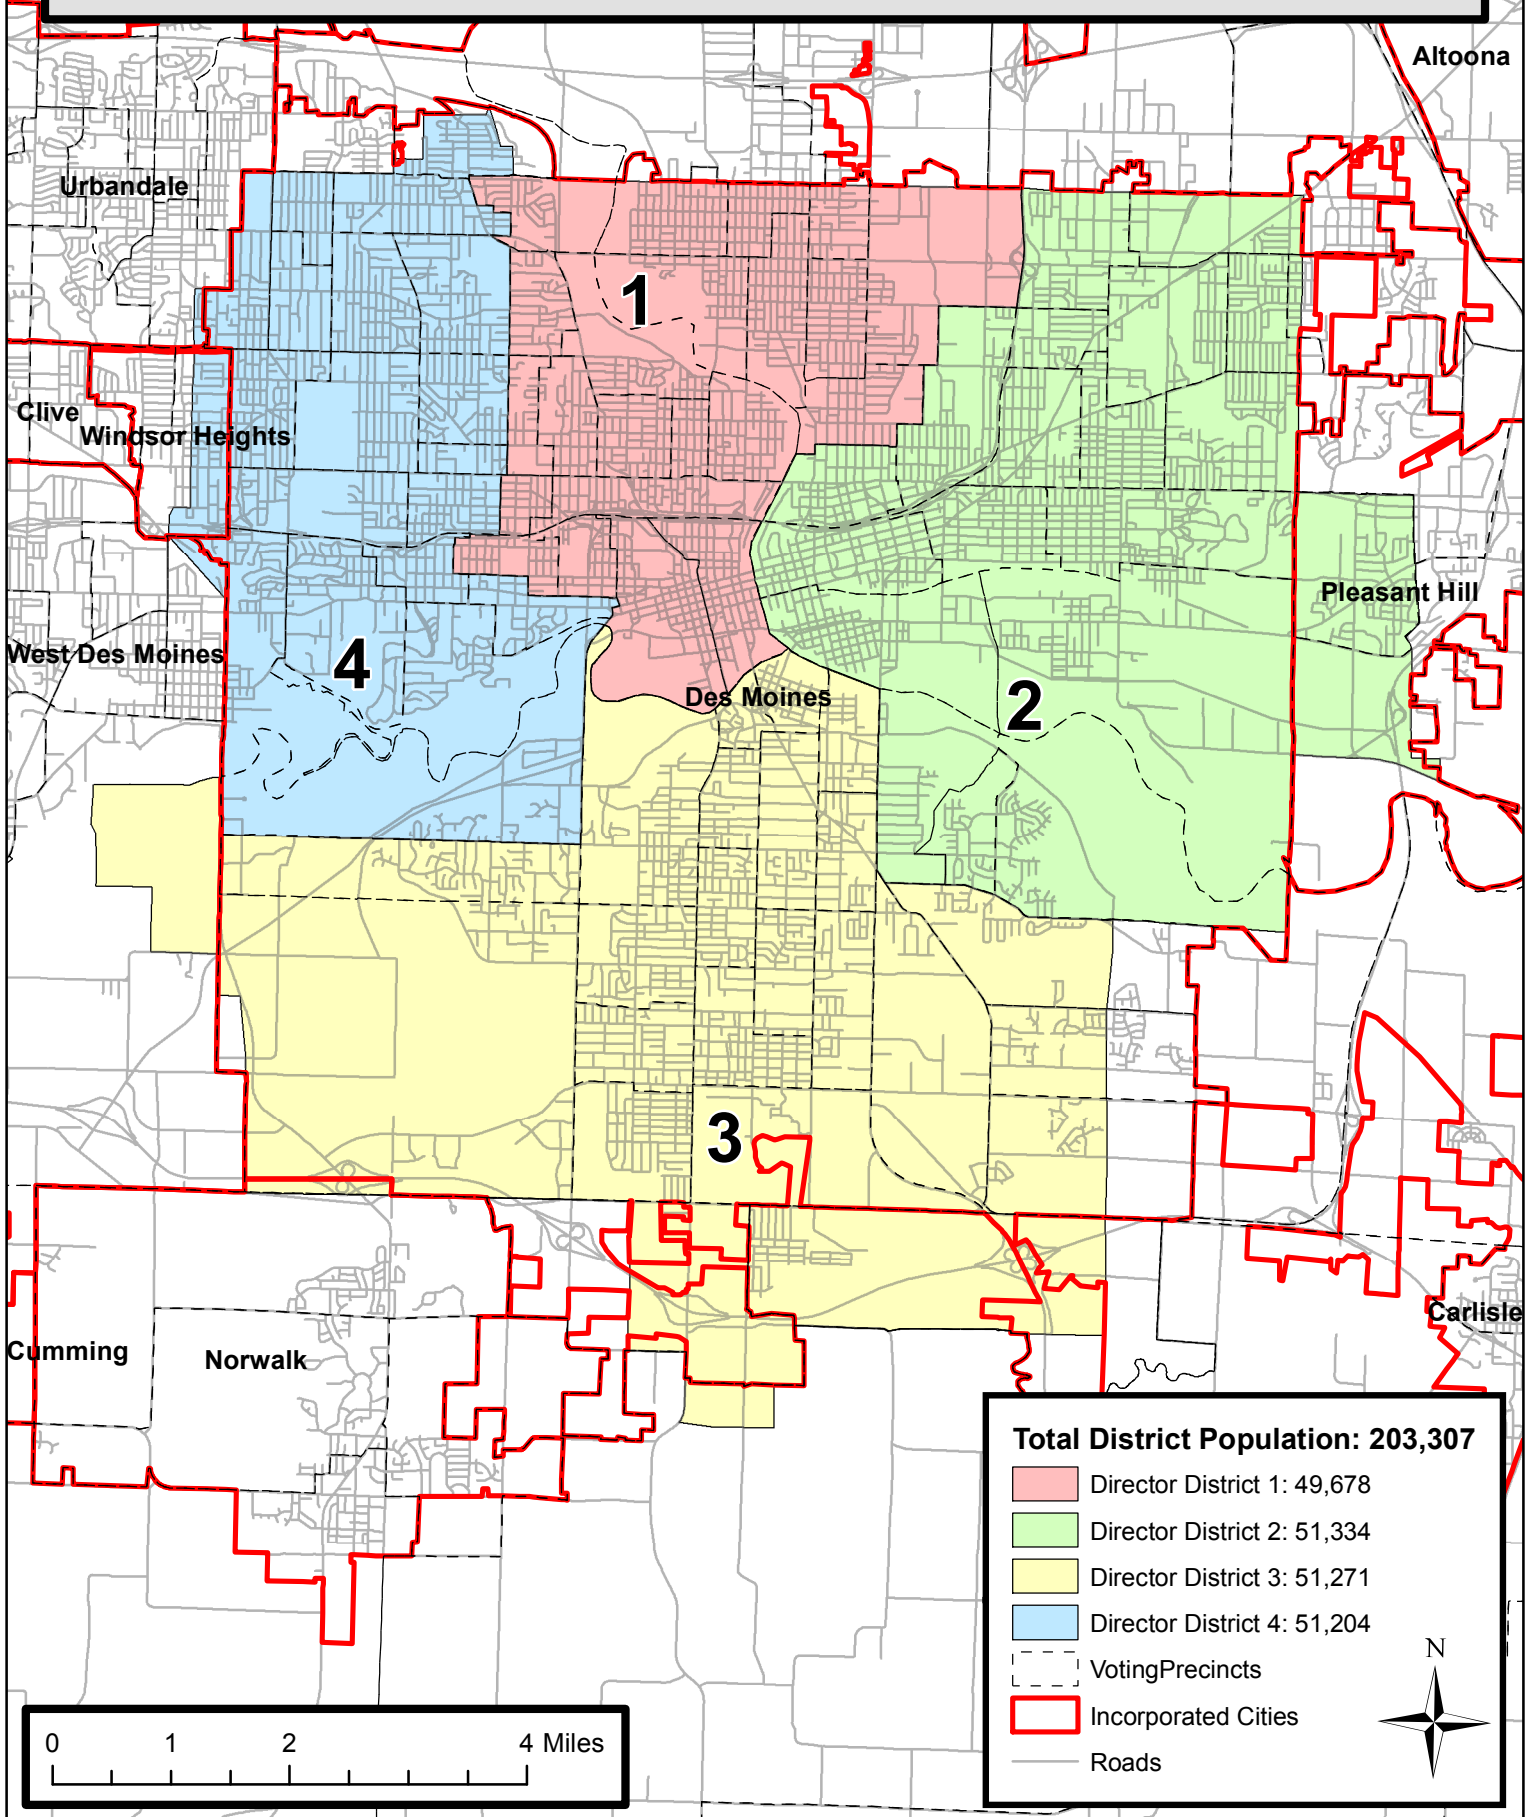 Altoona
Urbandale
1
Clive
Windsor Heights
Pleasant Hill
West Des Moines
4
Des Moines
2
3
Carlisle
Cumming
Norwalk
Total District Population: 203,307
Director District 1: 49,678
Director District 2: 51,334
Director District 3: 51,271
Director District 4: 51,204
VotingPrecincts
Incorporated Cities
Roads
N
0 1 2 4 Miles